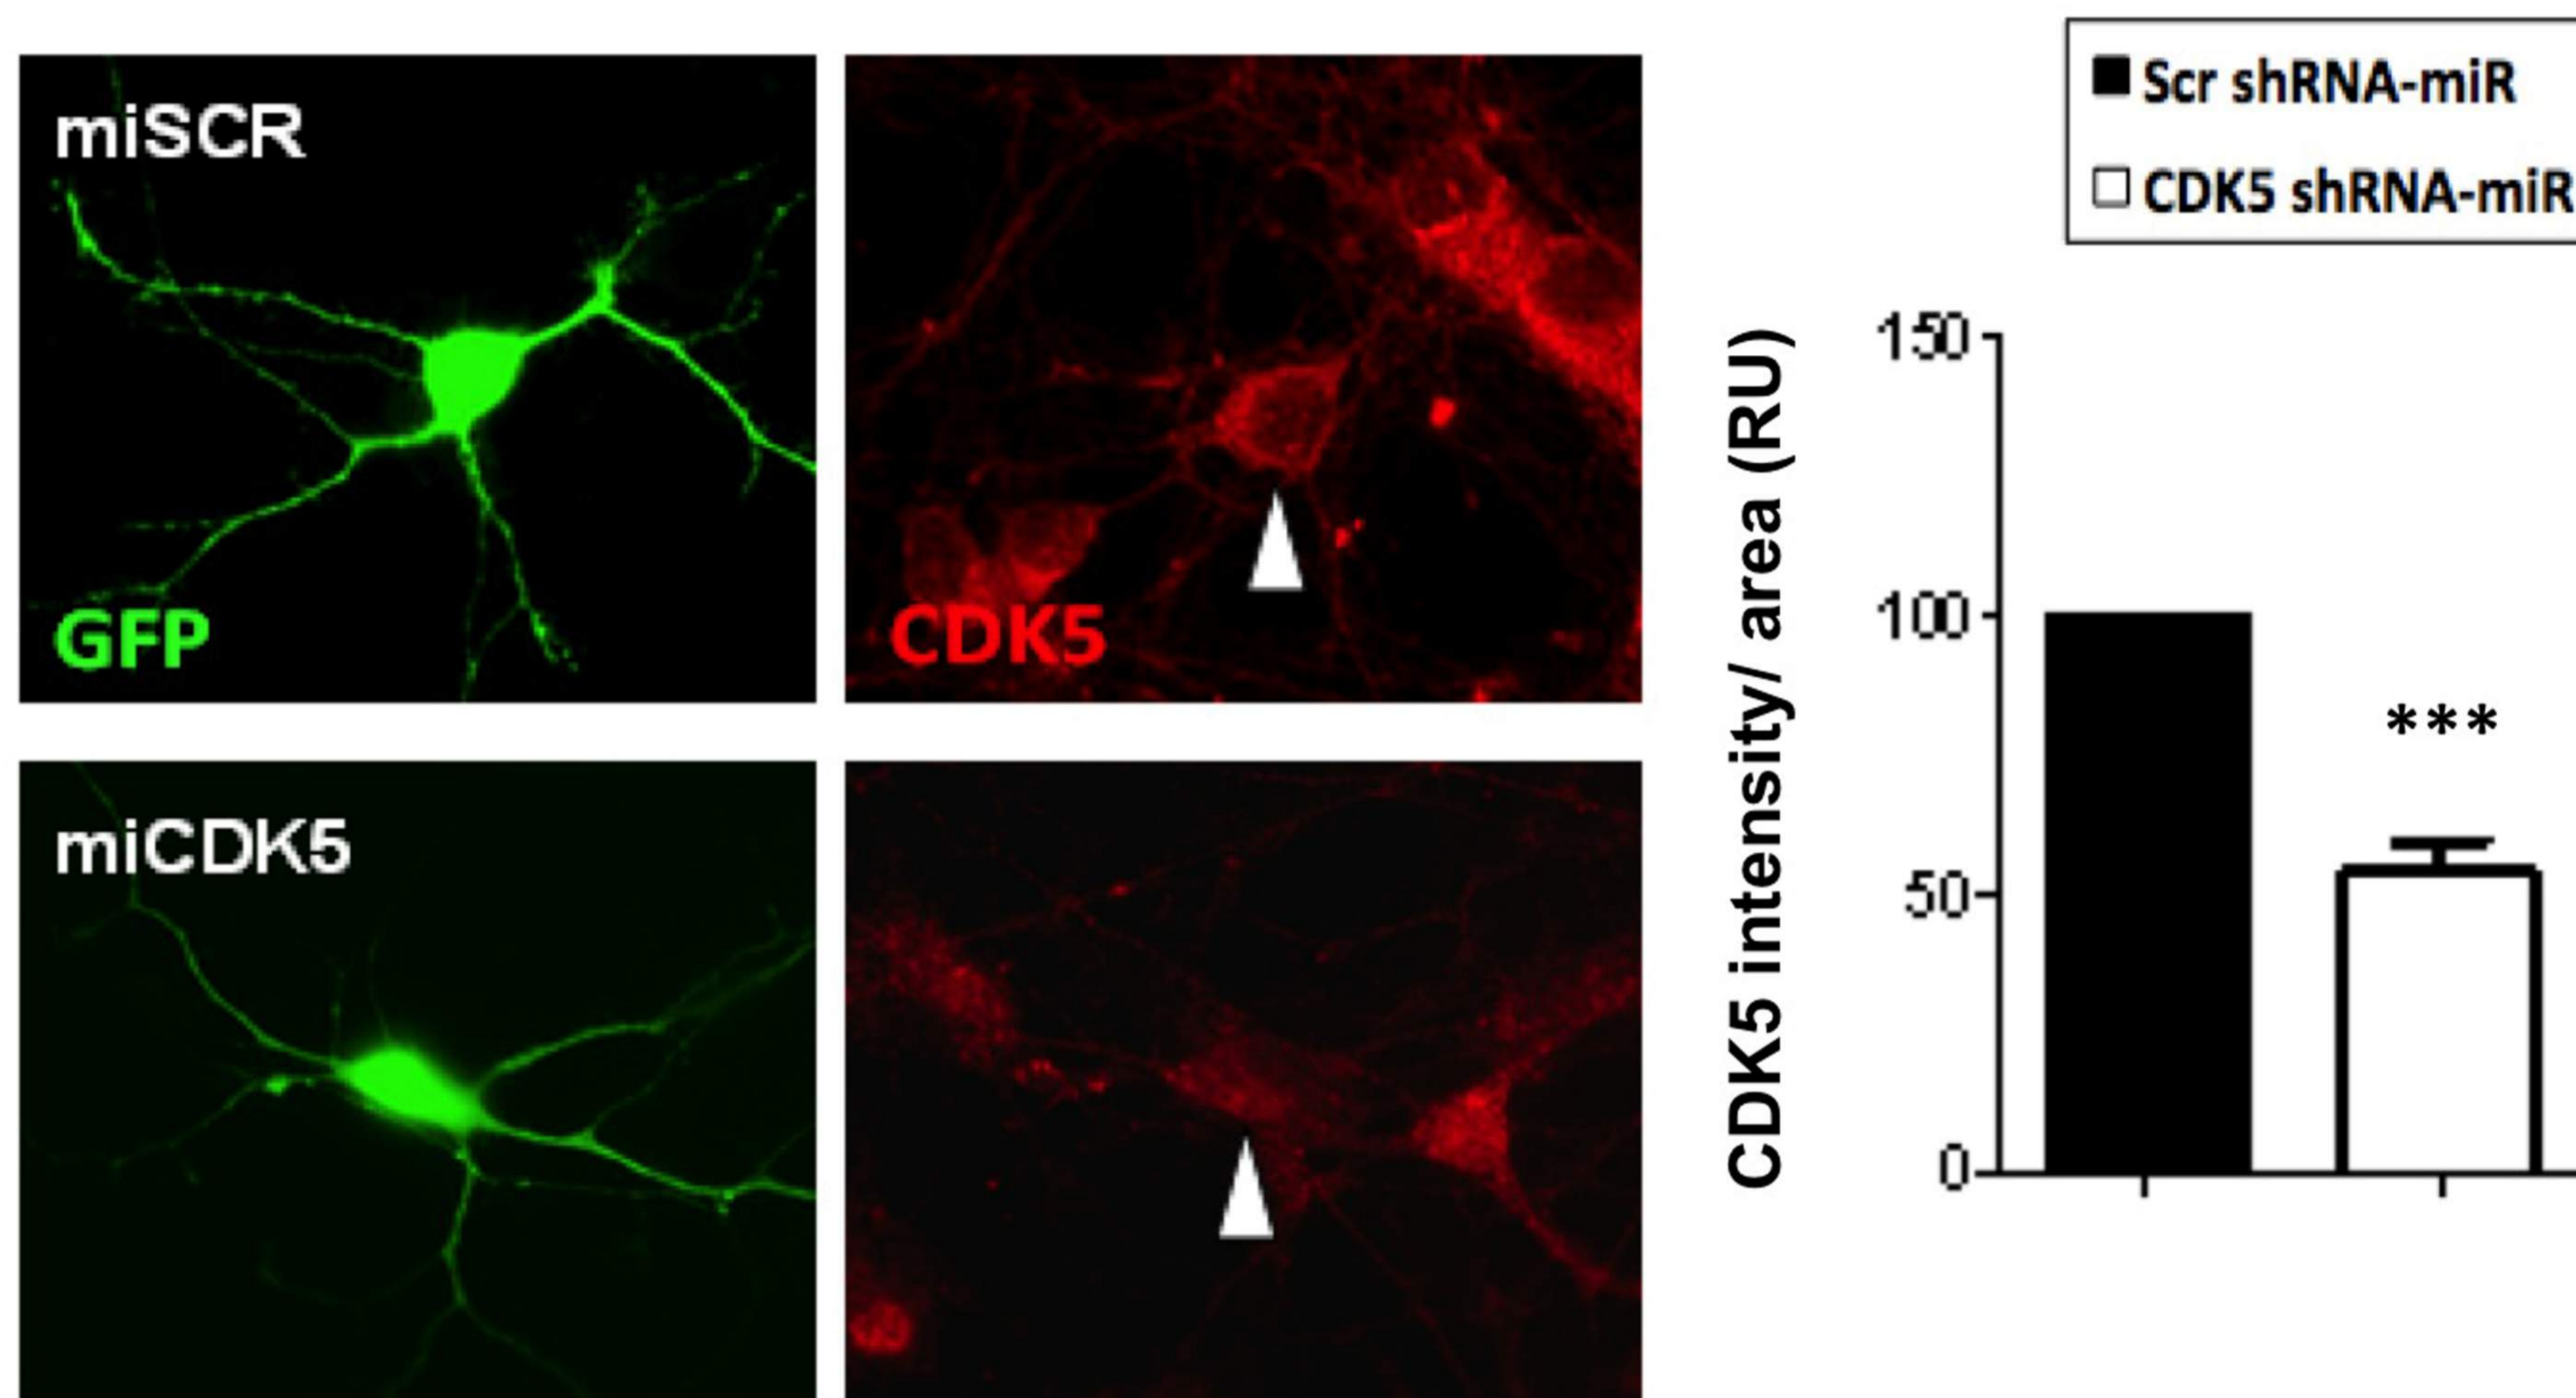 miSCR
GFP
CDK5
miCDK5
Scr shRNA-miR
CDK5 shRNA-miR
CDK5 intensity/ area (RU)
150
100
50
0
***